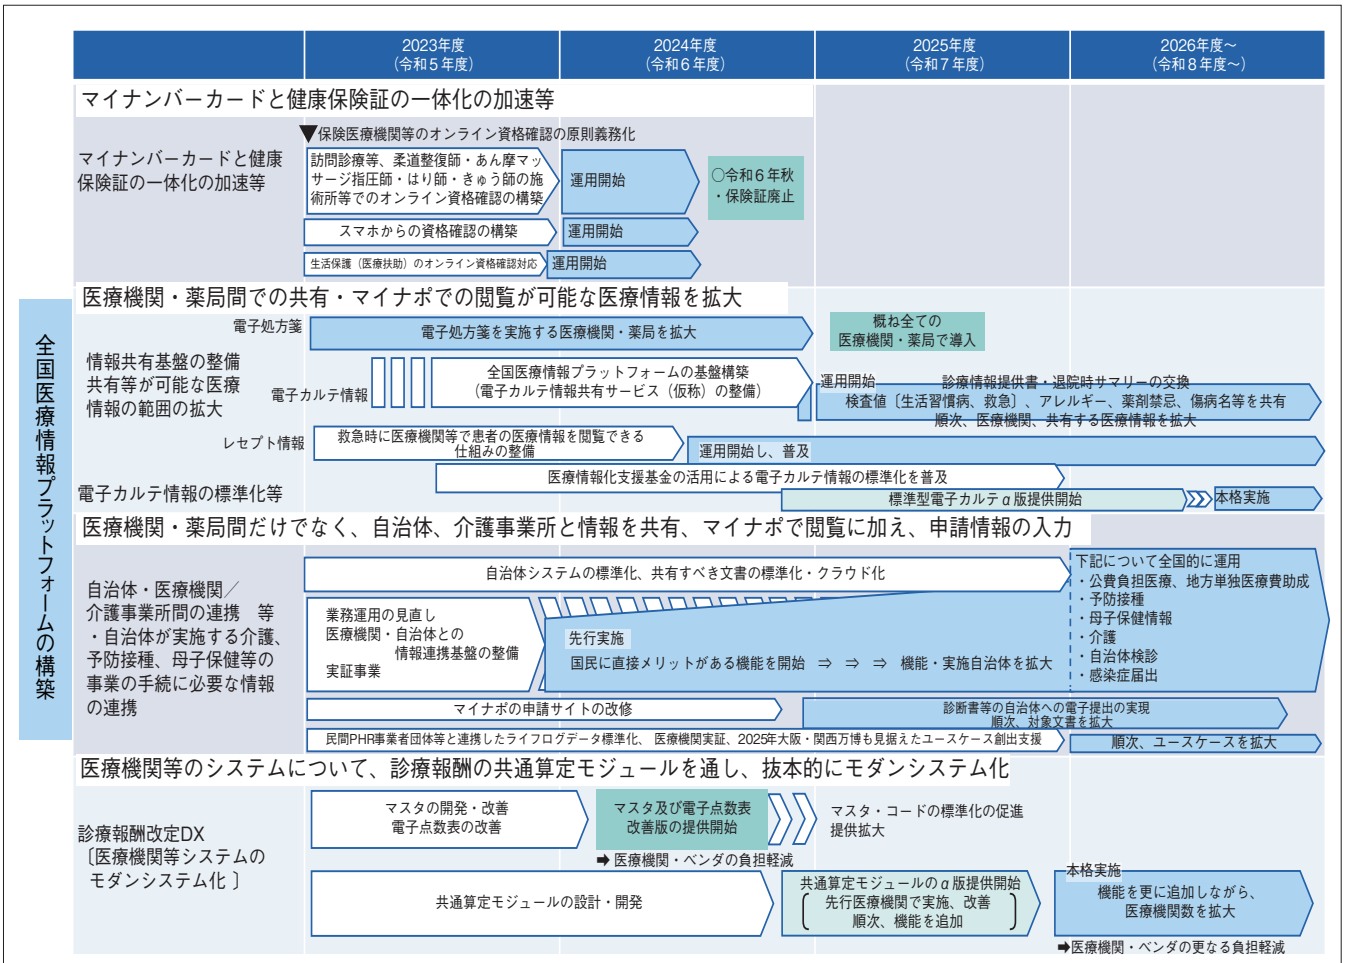 2023年度
（令和5年度）
2024年度
（令和6年度）
2025年度
（令和7年度）
2026年度～
（令和8年度～）
全国医療情報プラットフォームの構築
マイナンバーカードと健康保険証の一体化の加速等
マイナンバーカードと健康
保険証の一体化の加速等
▼保険医療機関等のオンライン資格確認の原則義務化
訪問診療等、柔道整復師・あん摩マッ
サージ指圧師・はり師・きゅう師の施
術所等でのオンライン資格確認の構築
運用開始
○令和6年秋
・保険証廃止
スマホからの資格確認の構築
運用開始
生活保護（医療扶助）のオンライン資格確認対応
運用開始
医療機関・薬局間での共有・マイナポでの閲覧が可能な医療情報を拡大
情報共有基盤の整備
共有等が可能な医療
情報の範囲の拡大
電子処方箋
電子処方箋を実施する医療機関・薬局を拡大
概ね全ての
医療機関・薬局で導入
電子カルテ情報
全国医療情報プラットフォームの基盤構築
（電子カルテ情報共有サービス（仮称）の整備）
運用開始
診療情報提供書・退院時サマリーの交換
検査値〔生活習慣病、救急〕、アレルギー、薬剤禁忌、傷病名等を共有
順次、医療機関、共有する医療情報を拡大
レセプト情報
救急時に医療機関等で患者の医療情報を閲覧できる
仕組みの整備
運用開始し、普及
電子カルテ情報の標準化等
医療情報化支援基金の活用による電子カルテ情報の標準化を普及
標準型電子カルテα版提供開始
本格実施
医療機関・薬局間だけでなく、自治体、介護事業所と情報を共有、マイナポで閲覧に加え、申請情報の入力
自治体・医療機関／
介護事業所間の連携　等
・自治体が実施する介護、
予防接種、母子保健等の
事業の手続に必要な情報
の連携
自治体システムの標準化、共有すべき文書の標準化・クラウド化
業務運用の見直し
医療機関・自治体との
情報連携基盤の整備
実証事業
先行実施
国民に直接メリットがある機能を開始　⇒　⇒　⇒　機能・実施自治体を拡大
下記について全国的に運用
・公費負担医療、地方単独医療費助成
・予防接種
・母子保健情報
・介護
・自治体検診
・感染症届出
マイナポの申請サイトの改修
診断書等の自治体への電子提出の実現
順次、対象文書を拡大
民間PHR事業者団体等と連携したライフログデータ標準化、医療機関実証、2025年大阪・関西万博も見据えたユースケース創出支援
順次、ユースケースを拡大
医療機関等のシステムについて、診療報酬の共通算定モジュールを通し、抜本的にモダンシステム化
診療報酬改定DX
〔医療機関等システムの
モダンシステム化〕
マスタの開発・改善
電子点数表の改善
マスタ及び電子点数表
改善版の提供開始
マスタ・コードの標準化の促進
提供拡大
➡医療機関・ベンダの負担軽減
共通算定モジュールの設計・開発
共通算定モジュールのα版提供開始
先行医療機関で実施、改善
順次、機能を追加
本格実施
機能を更に追加しながら、
医療機関数を拡大
➡医療機関・ベンダの更なる負担軽減